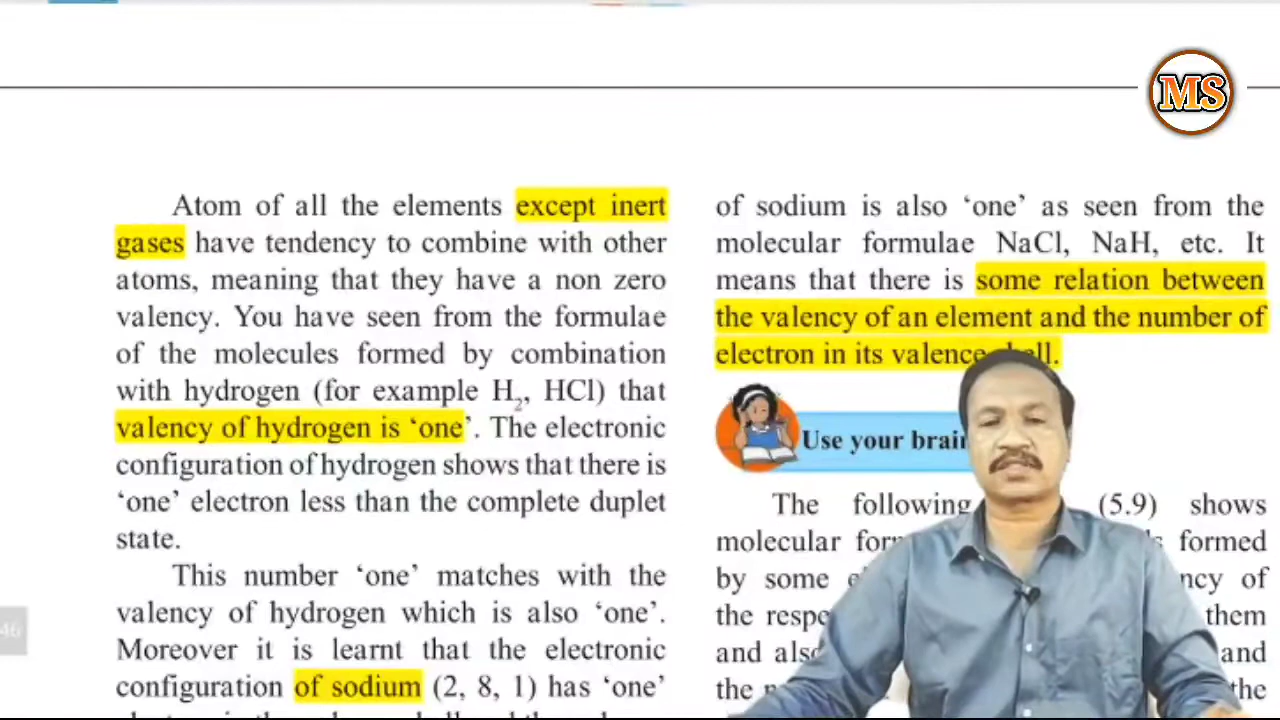 MS
Atom of all the elements except inert
gases have tendency to combine with other
atoms, meaning that they have a non zero
valency. You have seen from the formulae
of the molecules formed by combination
with hydrogen (for example H₂, HCl) that
valency of hydrogen is ‘one’. The electronic
configuration of hydrogen shows that there is
‘one’ electron less than the complete duplet
state.
This number ‘one’ matches with the
valency of hydrogen which is also ‘one’.
Moreover it is learnt that the electronic
configuration of sodium (2, 8, 1) has ‘one’
46
of sodium is also ‘one’ as seen from the
molecular formulae NaCl, NaH, etc. It
means that there is some relation between
the valency of an element and the number of
electron in its valence
Use your brain
The following (5.9) shows
molecular formed
by some of
the them
and and
the the